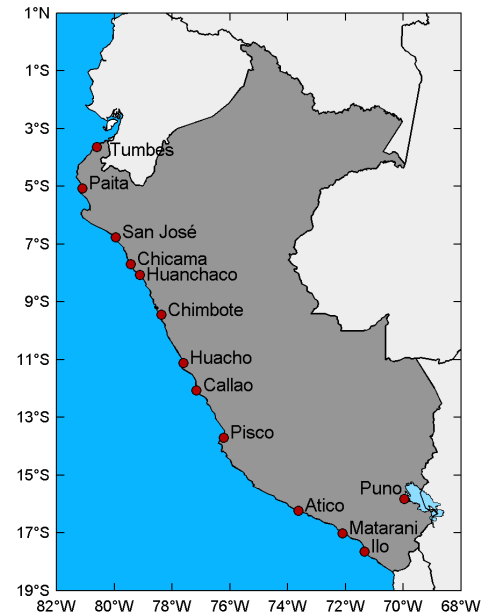 1°N
1°S
3°S
Tumbes
5°S
Paita
7°S
San José
Chicama
Huanchaco
9°S
Chimbote
11°S
Huacho
Callao
13°S
Pisco
15°S
Puno
Atico
17°S
Matarani
Ilo
19°S
82°W 80°W 78°W 76°W 74°W 72°W 70°W 68°W